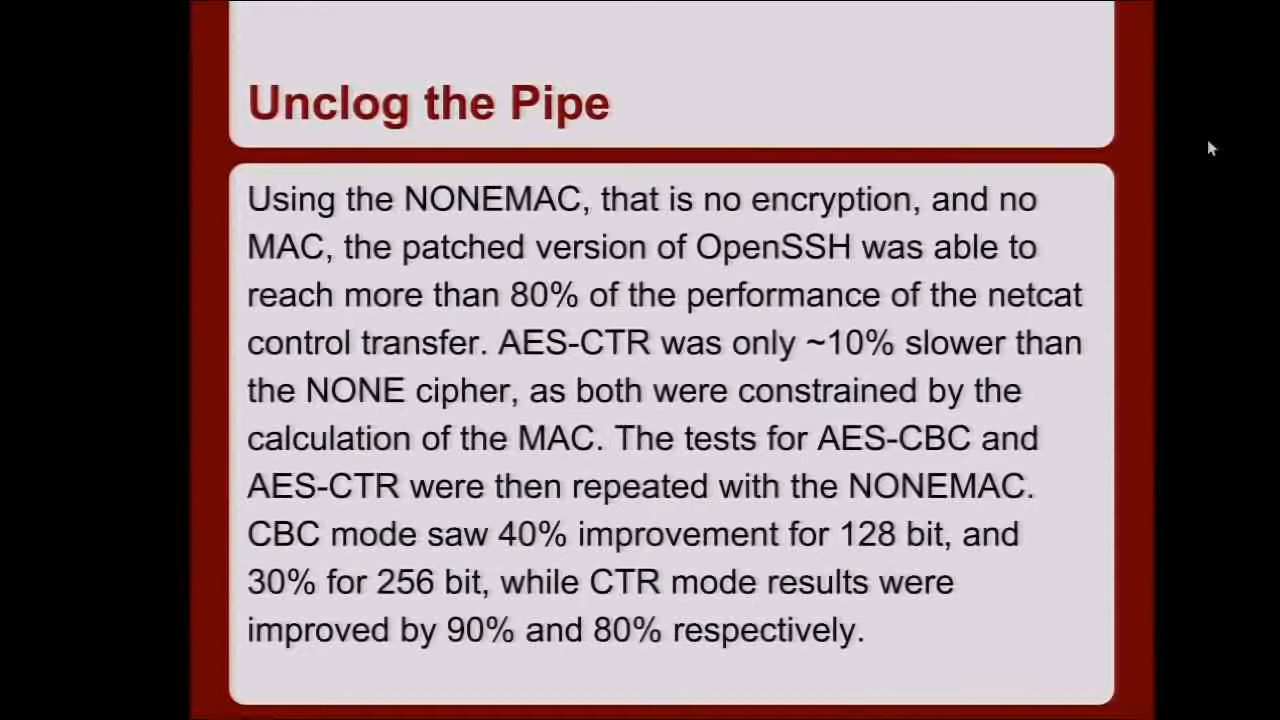 Unclog the Pipe
Using the NONEMAC, that is no encryption, and no
MAC, the patched version of OpenSSH was able to
reach more than 80% of the performance of the netcat
control transfer. AES-CTR was only ~10% slower than
the NONE cipher, as both were constrained by the
calculation of the MAC. The tests for AES-CBC and
AES-CTR were then repeated with the NONEMAC.
CBC mode saw 40% improvement for 128 bit, and
30% for 256 bit, while CTR mode results were
improved by 90% and 80% respectively.